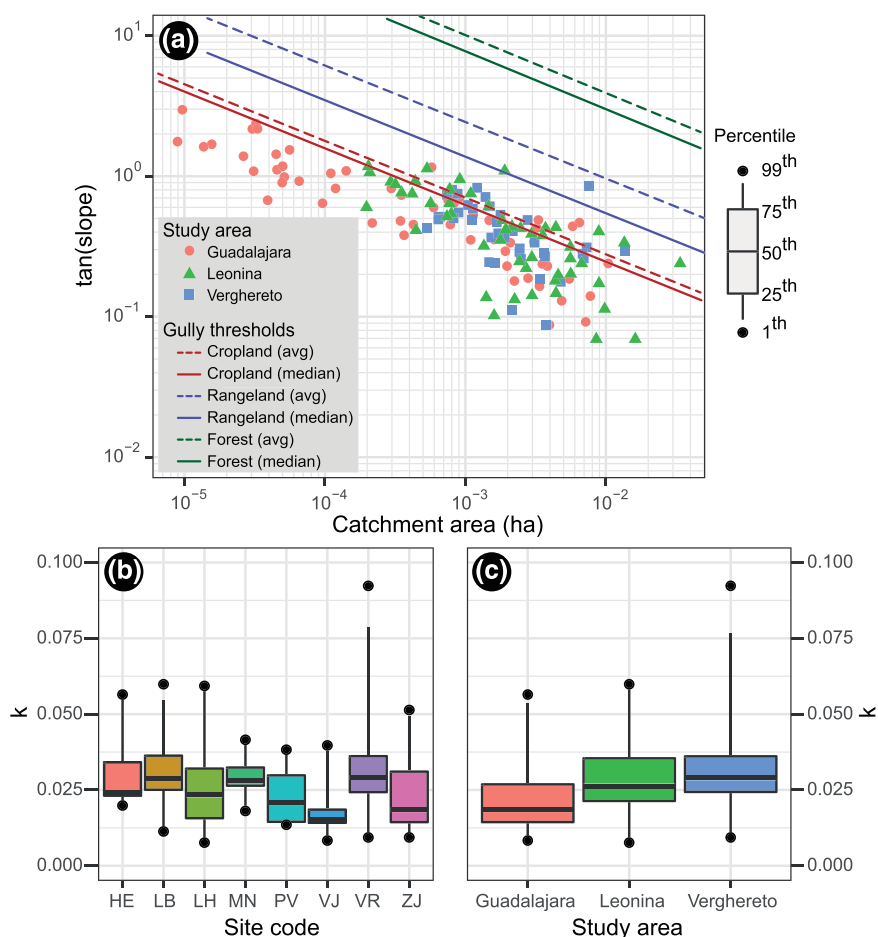 (a)
10¹
10⁰
10⁻¹
10⁻²
tan(slope)
Study area
Guadalajara
Leonina
Verghereto
Gully thresholds
Cropland (avg)
Cropland (median)
Rangeland (avg)
Rangeland (median)
Forest (avg)
Forest (median)
10⁻⁵ 10⁻⁴ 10⁻³ 10⁻²
Catchment area (ha)
Percentile
99th
75th
50th
25th
1th
(b)
0.100
0.075
0.050
0.025
0.000
k
HE LB LH MN PV VJ VR ZJ
Site code
(c)
0.100
0.075
0.050
0.025
0.000
k
Guadalajara Leonina Verghereto
Study area